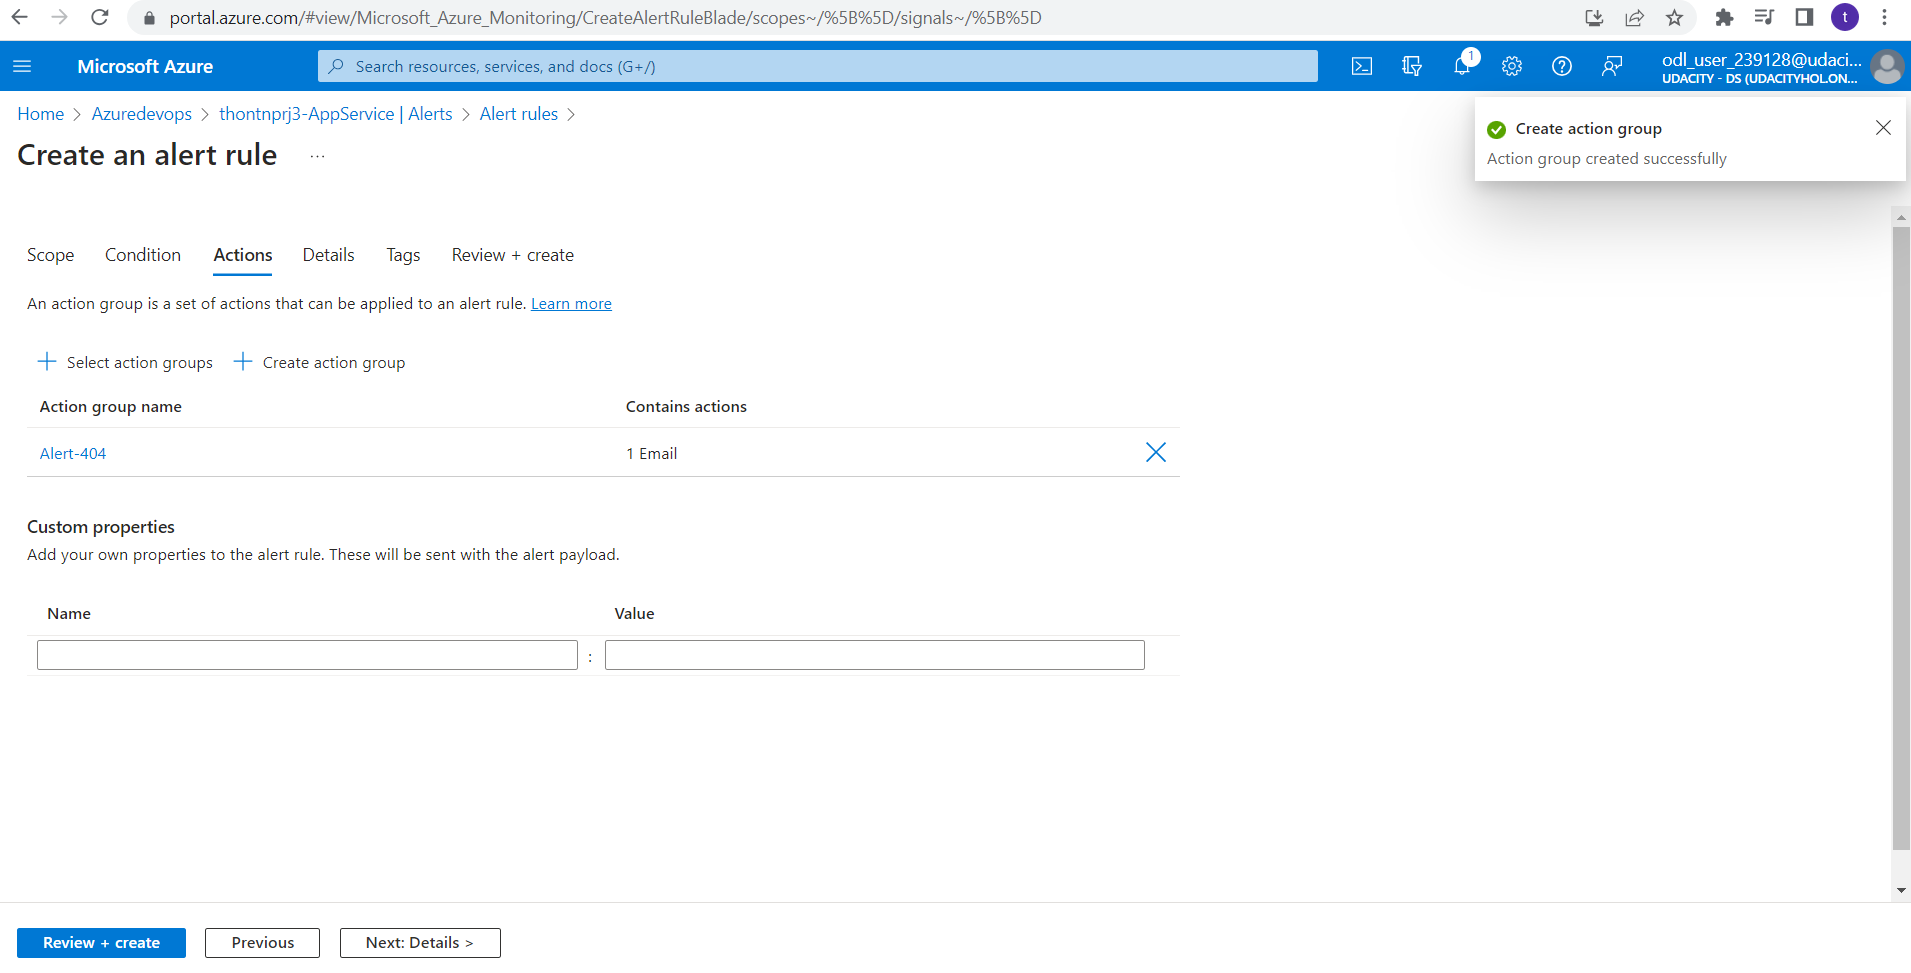 portal.azure.com/#view/Microsoft_Azure_Monitoring/CreateAlertRuleBlade/scopes~/%5B%5D/signals~/%5B%5D
t
Microsoft Azure
Search resources, services, and docs (G+/)
1
odl_user_239128@udaci...
UDACITY - DS (UDACITYHOL.ON...
Home > Azuredevops > thontnprj3-AppService | Alerts > Alert rules >
Create an alert rule ...
Create action group
Action group created successfully
Scope Condition Actions Details Tags Review + create
An action group is a set of actions that can be applied to an alert rule. Learn more
Select action groups Create action group
Action group name Contains actions
Alert-404 1 Email
Custom properties
Add your own properties to the alert rule. These will be sent with the alert payload.
Name Value
:
Review + create Previous Next: Details >